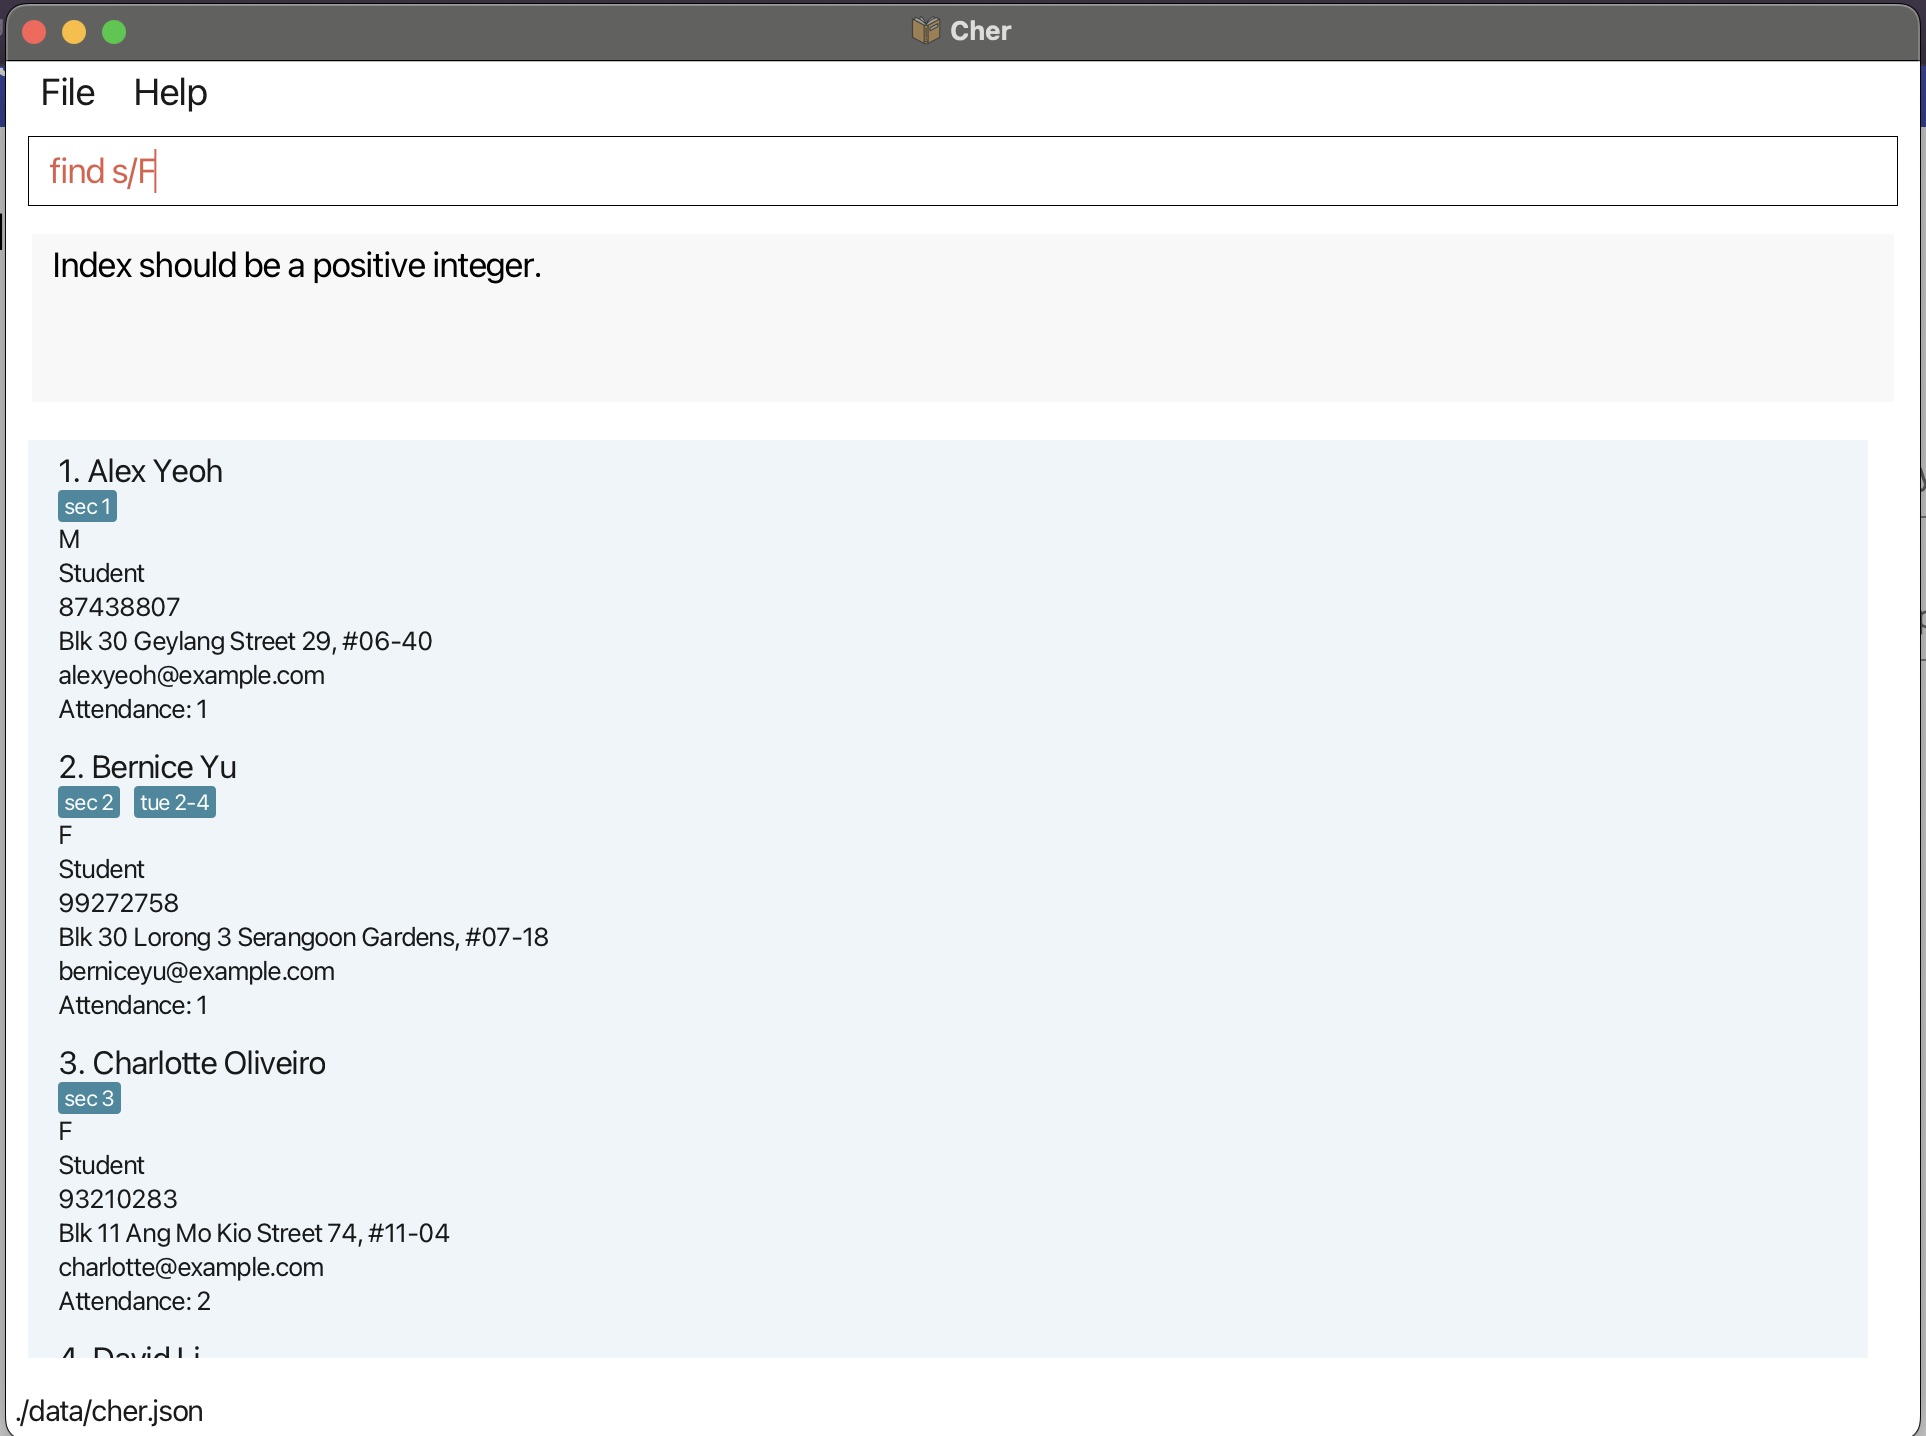 Cher
File Help
find s/F
Index should be a positive integer.
1. Alex Yeoh
sec 1
M
Student
87438807
Blk 30 Geylang Street 29, #06-40
alexyeoh@example.com
Attendance: 1
2. Bernice Yu
sec 2 tue 2-4
F
Student
99272758
Blk 30 Lorong 3 Serangoon Gardens, #07-18
berniceyu@example.com
Attendance: 1
3. Charlotte Oliveiro
sec 3
F
Student
93210283
Blk 11 Ang Mo Kio Street 74, #11-04
charlotte@example.com
Attendance: 2
4. David Li
./data/cher.json